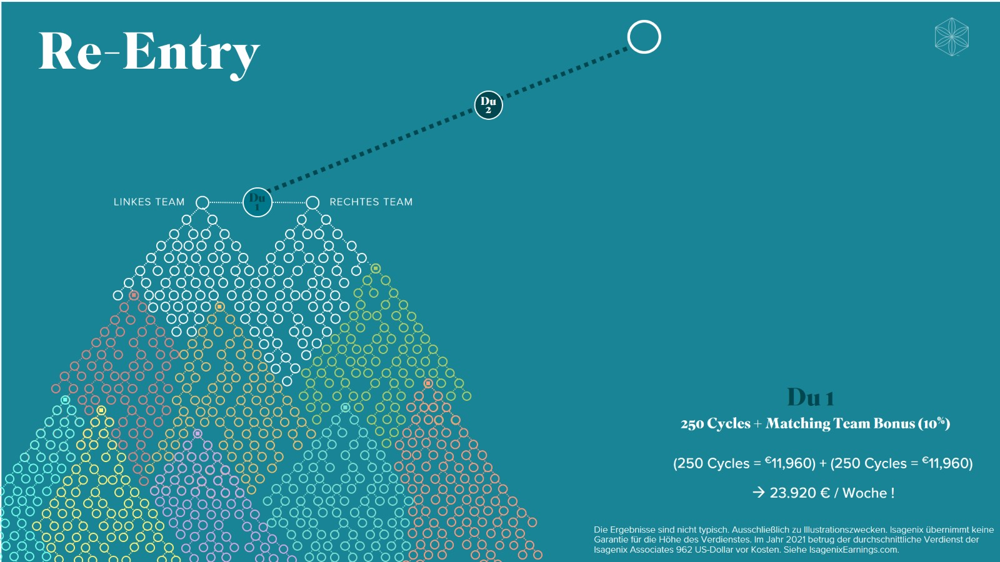 Re-Entry
Du
2
LINKES TEAM
Du
1
RECHTES TEAM
Du 1
250 Cycles + Matching Team Bonus (10%)
(250 Cycles = €11,960) + (250 Cycles = €11,960)
→ 23.920 € / Woche !
Die Ergebnisse sind nicht typisch. Ausschließlich zu Illustrationszwecken. Isagenix übernimmt keine
Garantie für die Höhe des Verdienstes. Im Jahr 2021 betrug der durchschnittliche Verdienst der
Isagenix Associates 962 US-Dollar vor Kosten. Siehe IsagenixEarnings.com.